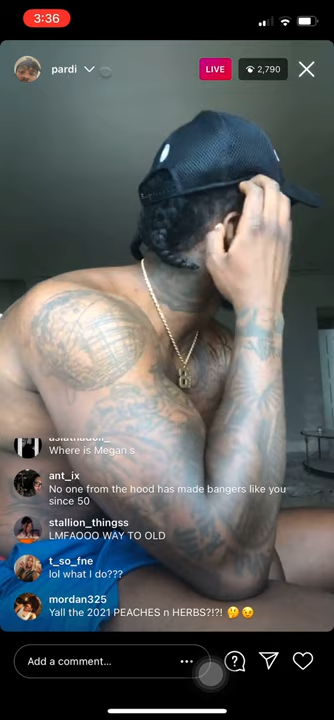 3:36
pardi
LIVE
2,790
Where is Megan s
ant_ix
No one from the hood has made bangers like you
since 50
stallion_thingss
LMFAOOO WAY TO OLD
t_so_fne
lol what I do???
mordan325
Yall the 2021 PEACHES n HERBS?!?! 🤔😉
Add a comment...